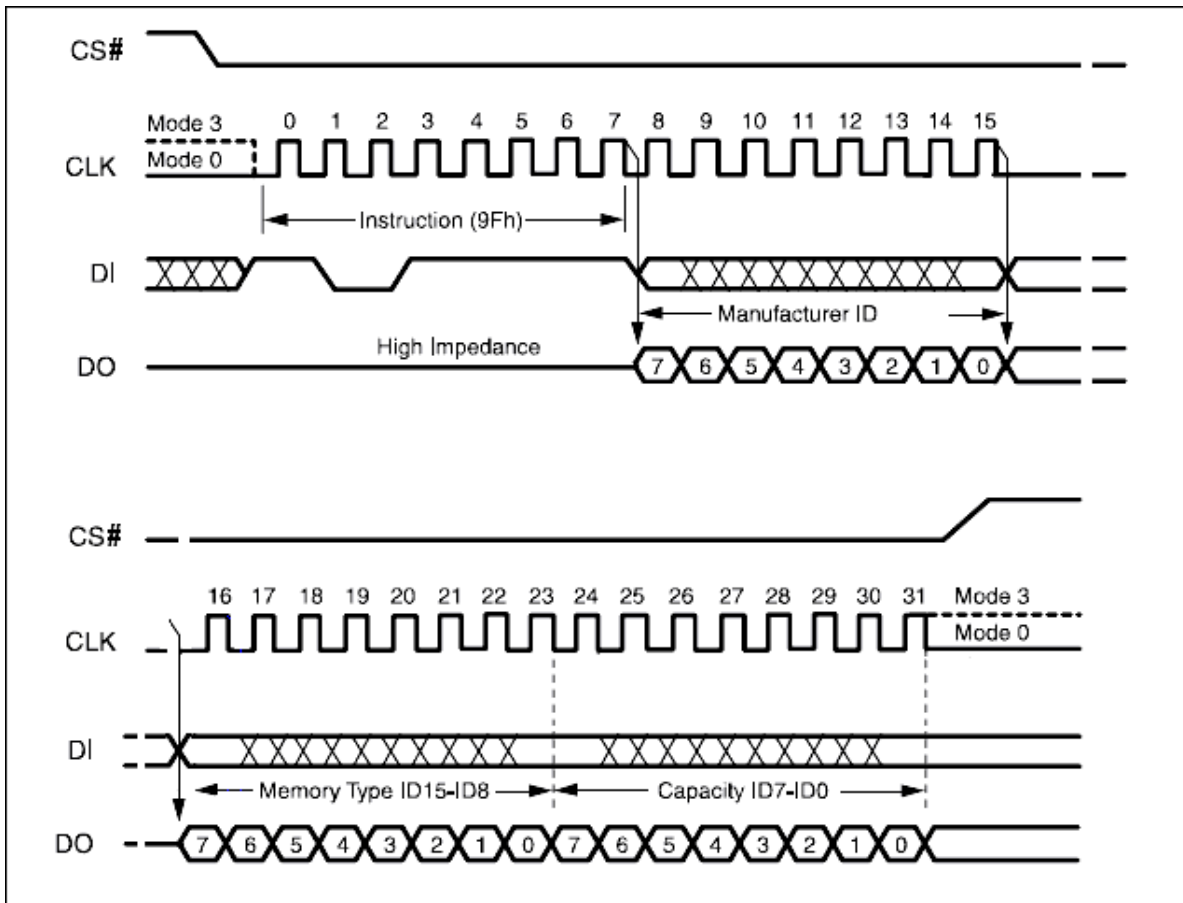 CS#
Mode 3
0 1 2 3 4 5 6 7 8 9 10 11 12 13 14 15
CLK
Mode 0
Instruction (9Fh)
DI
Manufacturer ID
High Impedance
DO
7 6 5 4 3 2 1 0
CS#
16 17 18 19 20 21 22 23 24 25 26 27 28 29 30 31
Mode 3
CLK
Mode 0
DI
Memory Type ID15-ID8
Capacity ID7-ID0
DO
7 6 5 4 3 2 1 0 7 6 5 4 3 2 1 0